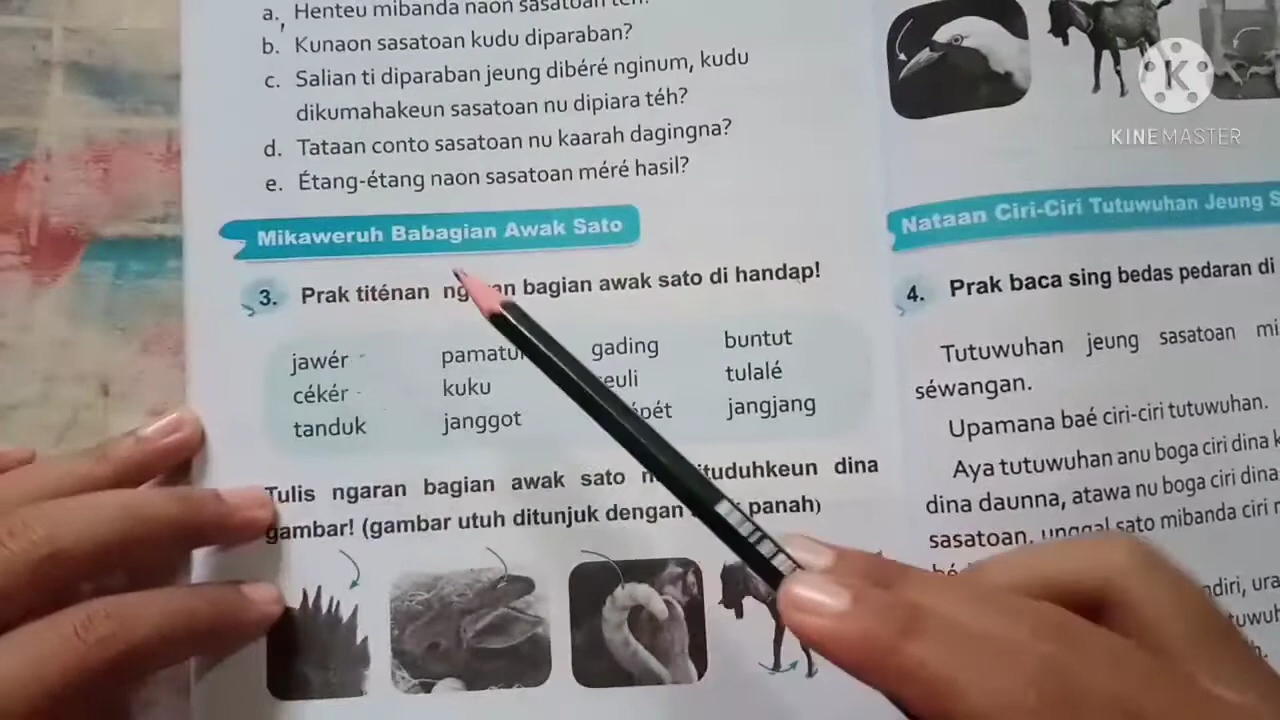 a. Henteu mibanda naon sasatoan téh?
b. Kunaon sasatoan kudu diparaban?
c. Salian ti diparaban jeung dibéré nginum, kudu
dikumahakeun sasatoan nu dipiara téh?
d. Tataan conto sasatoan nu kaarah dagingna?
e. Étang-étang naon sasatoan méré hasil?
Mikaweruh Babagian Awak Sato
3. Prak titénan bagian awak sato di handap!
jawér gading buntut
cékér kuku tulalé
tanduk janggot jangjang
Tulis ngaran bagian awak sato dina
gambar! (gambar utuh ditunjuk dengan panah)
K
KINEMASTER
Nataan Ciri-Ciri Tutuwuhan Jeung
4. Prak baca sing bedas pedaran di
Tutuwuhan jeung sasatoan
séwangan.
Upamana baé ciri-ciri tutuwuhan.
Aya tutuwuhan anu boga ciri dina
dina daunna, atawa nu boga ciri dina
sasatoan, unggal sato mibanda ciri